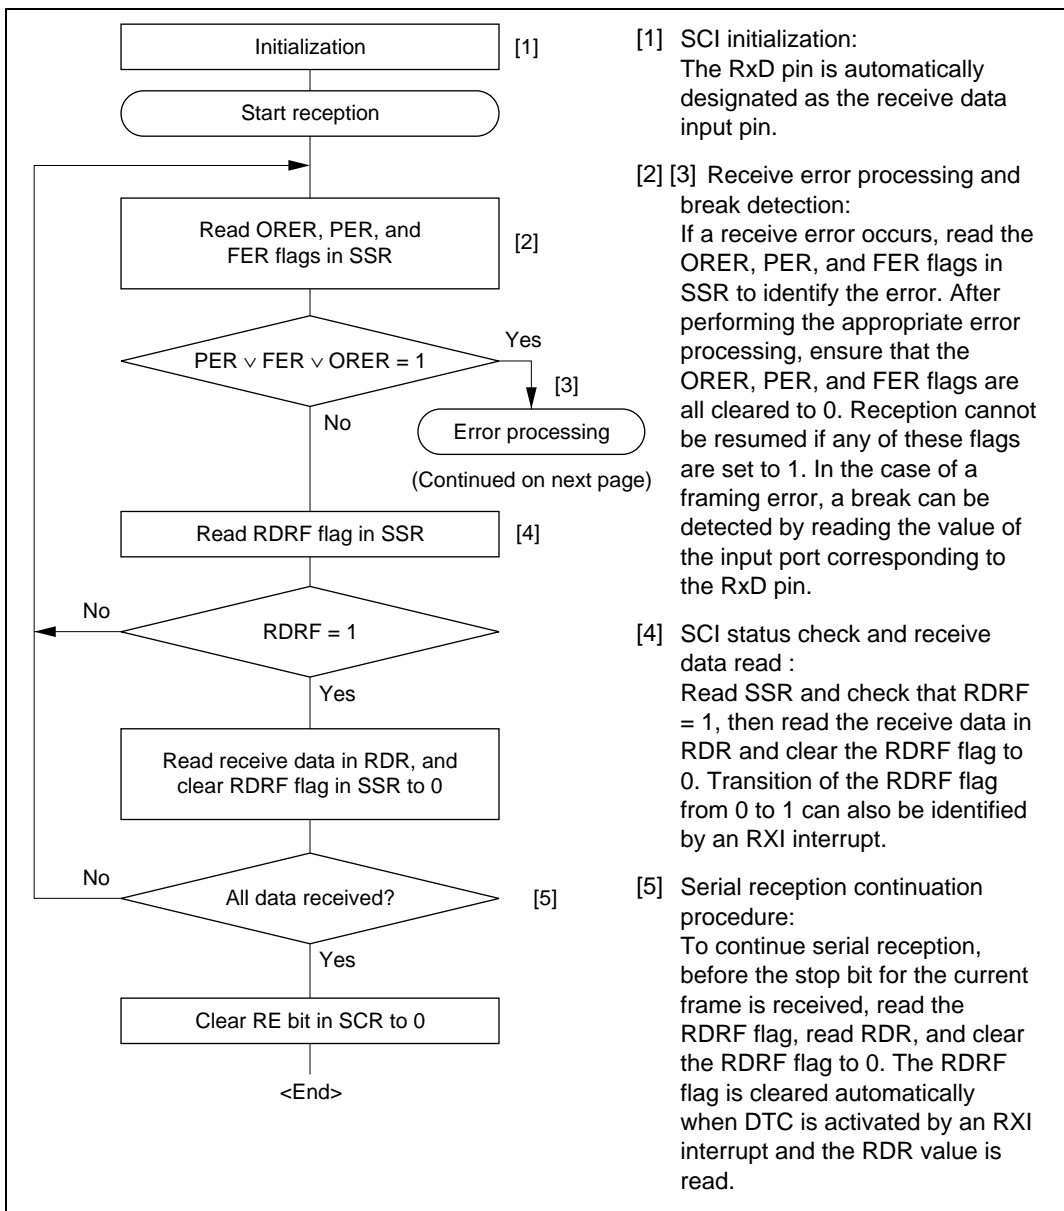 Initialization [1]
Start reception
Read ORER, PER, and
FER flags in SSR
[2]
PER ∨ FER ∨ ORER = 1
Yes
[3]
No
Error processing
(Continued on next page)
Read RDRF flag in SSR [4]
No
RDRF = 1
Yes
Read receive data in RDR, and
clear RDRF flag in SSR to 0
No
All data received? [5]
Yes
Clear RE bit in SCR to 0
<End>
[1] SCI initialization:
The RxD pin is automatically
designated as the receive data
input pin.
[2] [3] Receive error processing and
break detection:
If a receive error occurs, read the
ORER, PER, and FER flags in
SSR to identify the error. After
performing the appropriate error
processing, ensure that the
ORER, PER, and FER flags are
all cleared to 0. Reception cannot
be resumed if any of these flags
are set to 1. In the case of a
framing error, a break can be
detected by reading the value of
the input port corresponding to
the RxD pin.
[4] SCI status check and receive
data read :
Read SSR and check that RDRF
= 1, then read the receive data in
RDR and clear the RDRF flag to
0. Transition of the RDRF flag
from 0 to 1 can also be identified
by an RXI interrupt.
[5] Serial reception continuation
procedure:
To continue serial reception,
before the stop bit for the current
frame is received, read the
RDRF flag, read RDR, and clear
the RDRF flag to 0. The RDRF
flag is cleared automatically
when DTC is activated by an RXI
interrupt and the RDR value is
read.